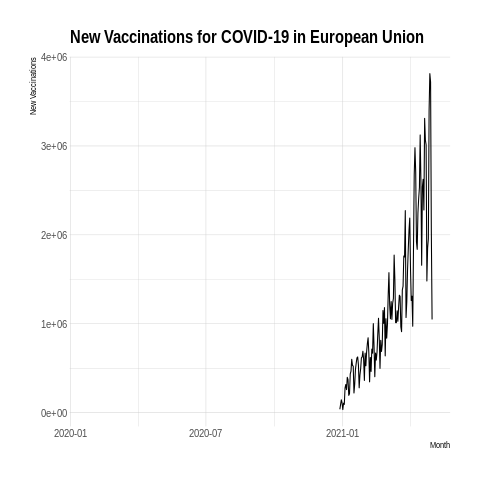 New Vaccinations for COVID-19 in European Union
New Vaccinations
4e+06
3e+06
2e+06
1e+06
0e+00
2020-01 2020-07 2021-01
Month